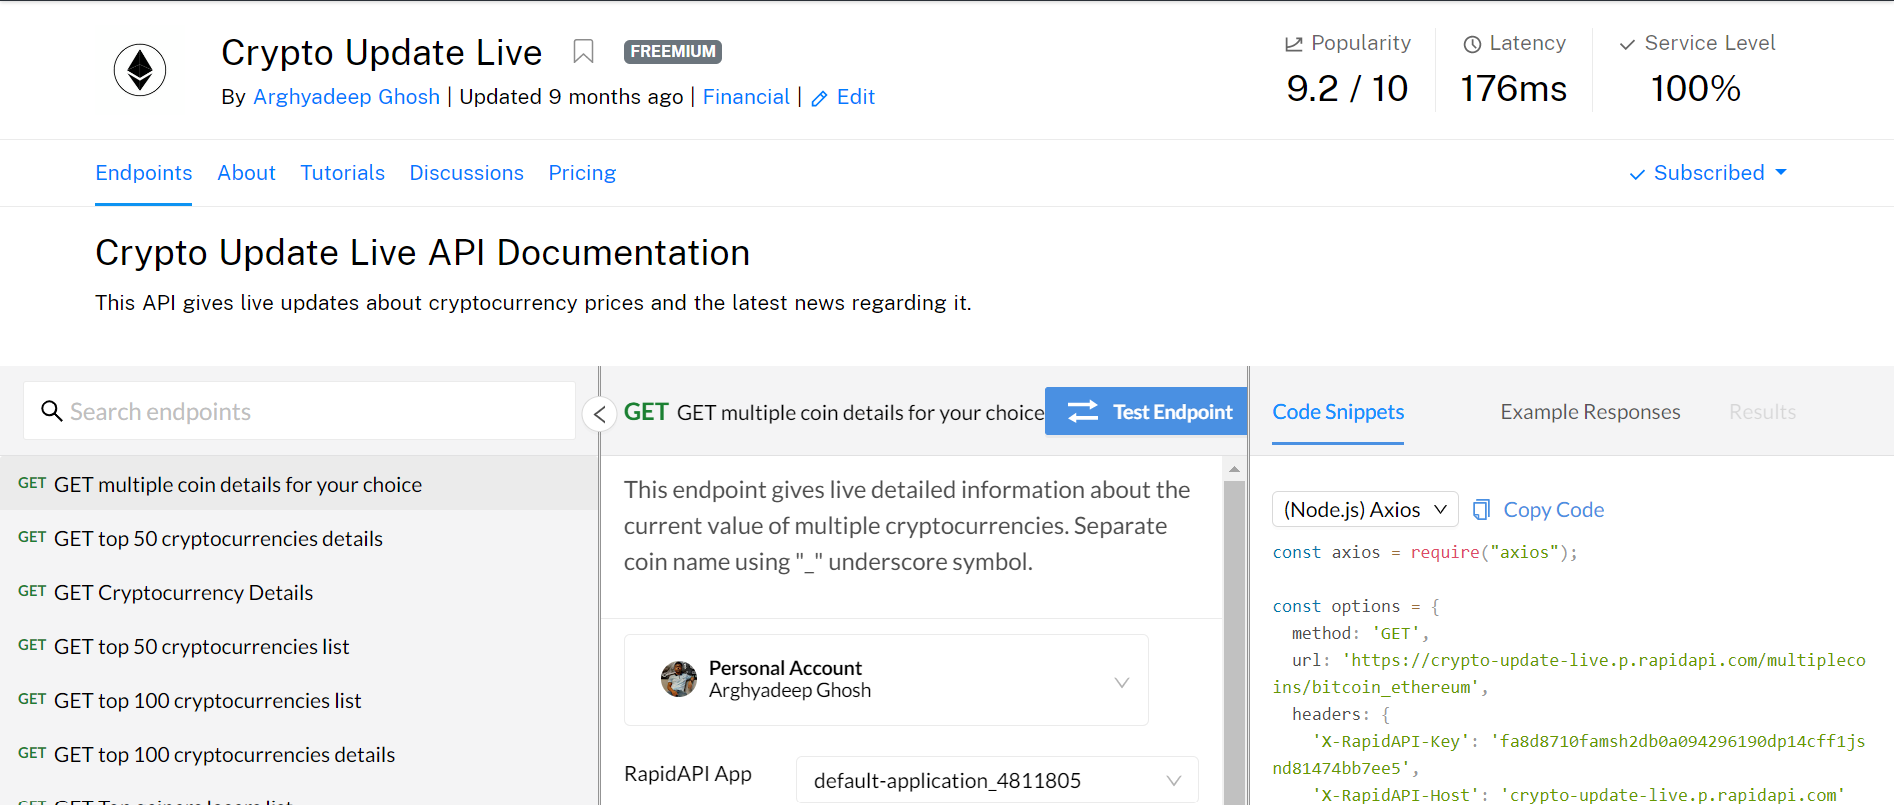 Crypto Update Live
FREEMIUM
By Arghyadeep Ghosh | Updated 9 months ago | Financial | Edit
Popularity
9.2 / 10
Latency
176ms
Service Level
100%
Endpoints About Tutorials Discussions Pricing
Subscribed
Crypto Update Live API Documentation
This API gives live updates about cryptocurrency prices and the latest news regarding it.
Search endpoints
GET GET multiple coin details for your choice
GET GET top 50 cryptocurrencies details
GET GET Cryptocurrency Details
GET GET top 50 cryptocurrencies list
GET GET top 100 cryptocurrencies list
GET GET top 100 cryptocurrencies details
GET GET multiple coin details for your choice
Test Endpoint
This endpoint gives live detailed information about the
current value of multiple cryptocurrencies. Separate
coin name using "_" underscore symbol.
Personal Account
Arghyadeep Ghosh
RapidAPI App
default-application_4811805
Code Snippets Example Responses Results
(Node.js) Axios
Copy Code
const axios = require("axios");
const options = {
method: 'GET',
url: 'https://crypto-update-live.p.rapidapi.com/multipleco
ins/bitcoin_ethereum',
headers: {
'X-RapidAPI-Key': 'fa8d8710famsh2db0a094296190dp14cff1js
nd81474bb7ee5',
'X-RapidAPI-Host': 'crypto-update-live.p.rapidapi.com'